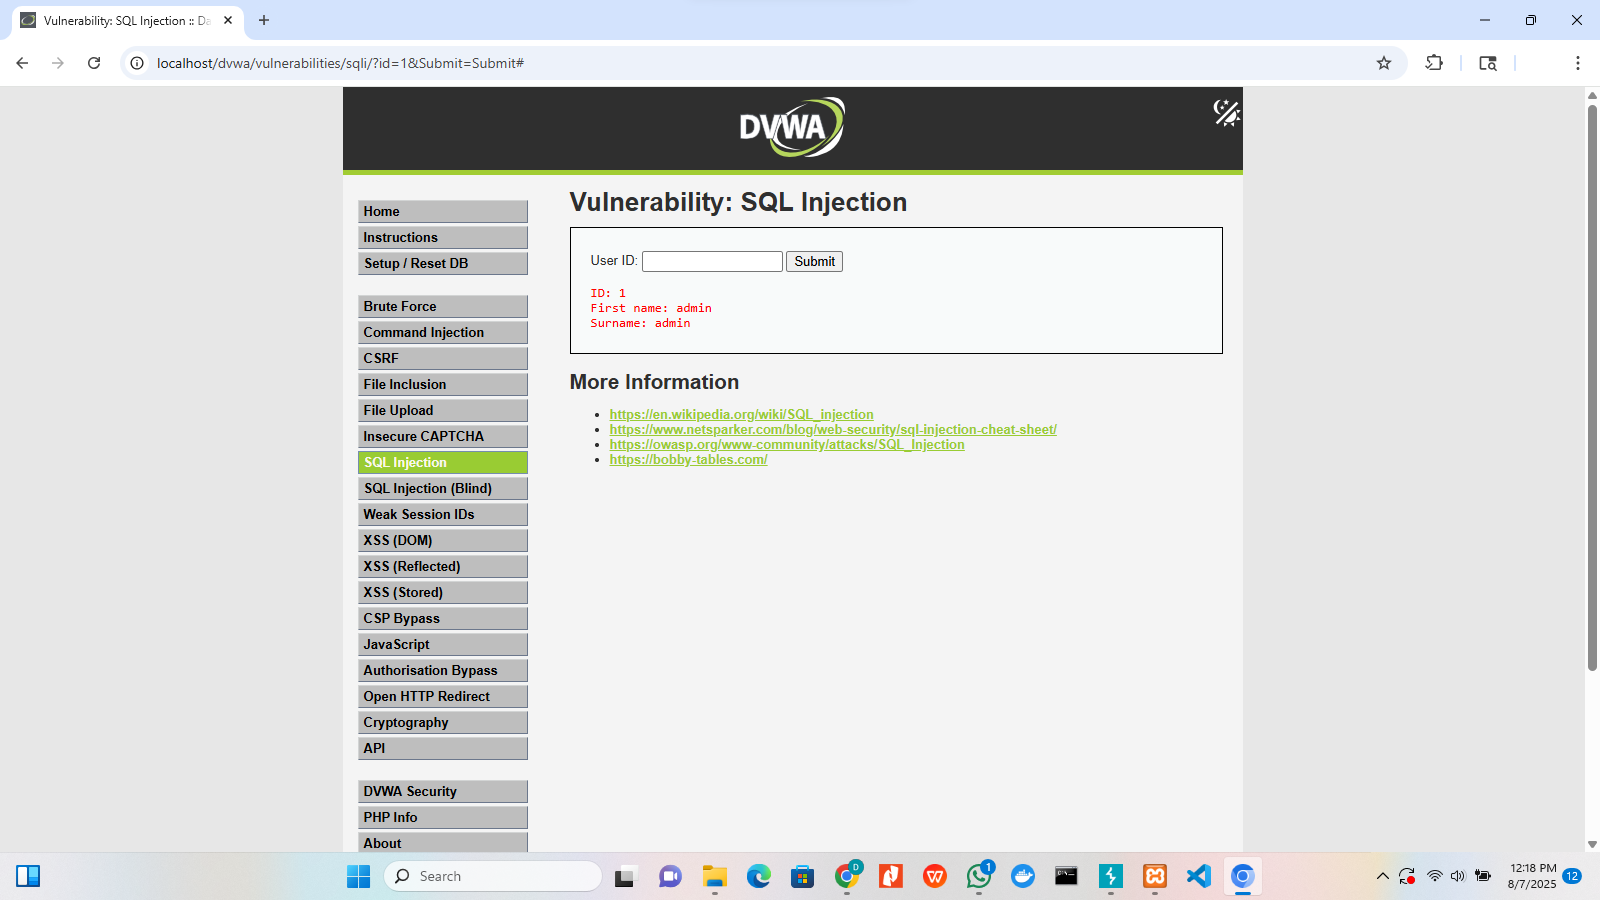 Vulnerability: SQL Injection :: Da
localhost/dvwa/vulnerabilities/sqli/?id=1&Submit=Submit#
DVWA
Home
Instructions
Setup / Reset DB
Brute Force
Command Injection
CSRF
File Inclusion
File Upload
Insecure CAPTCHA
SQL Injection
SQL Injection (Blind)
Weak Session IDs
XSS (DOM)
XSS (Reflected)
XSS (Stored)
CSP Bypass
JavaScript
Authorisation Bypass
Open HTTP Redirect
Cryptography
API
DVWA Security
PHP Info
About
Vulnerability: SQL Injection
User ID: Submit
ID: 1
First name: admin
Surname: admin
More Information
https://en.wikipedia.org/wiki/SQL_injection
https://www.netsparker.com/blog/web-security/sql-injection-cheat-sheet/
https://owasp.org/www-community/attacks/SQL_Injection
https://bobby-tables.com/
Search
D
1
12:18 PM
8/7/2025
12